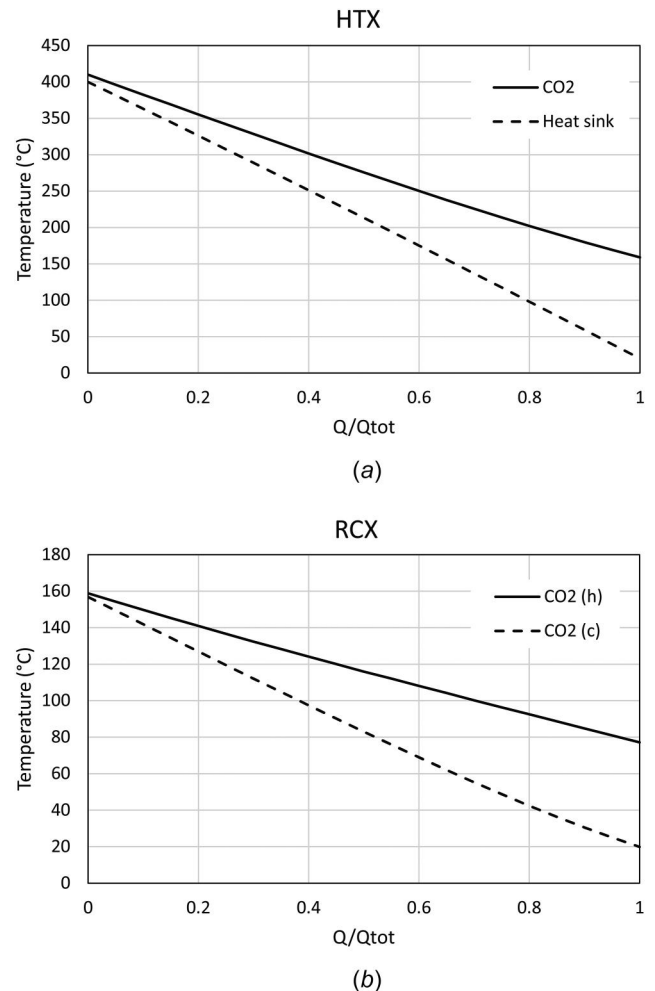 HTX
450
400
350
300
250
200
150
100
50
0
Temperature (°C)
CO2
Heat sink
0 0.2 0.4 0.6 0.8 1
Q/Qtot
(a)
RCX
180
160
140
120
100
80
60
40
20
0
Temperature (°C)
CO2 (h)
CO2 (c)
0 0.2 0.4 0.6 0.8 1
Q/Qtot
(b)